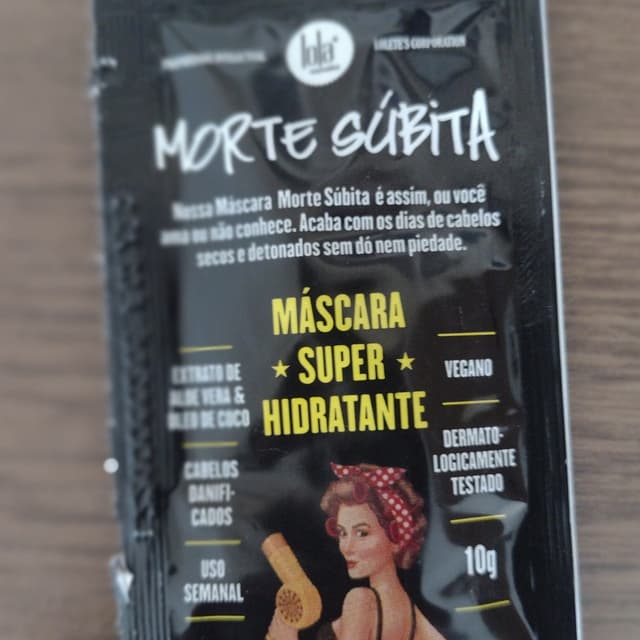 lola
LOLETE'S CORPORATION
MORTE SÚBITA
Nossa Máscara Morte Súbita é assim, ou você
ama ou não conhece. Acaba com os dias de cabelos
secos e detonados sem dó nem piedade.
MÁSCARA
SUPER
HIDRATANTE
EXTRATO DE
ALOE VERA &
ÓLEO DE COCO
CABELOS
DANIFI-
CADOS
USO
SEMANAL
VEGANO
DERMATO-
LOGICAMENTE
TESTADO
10g